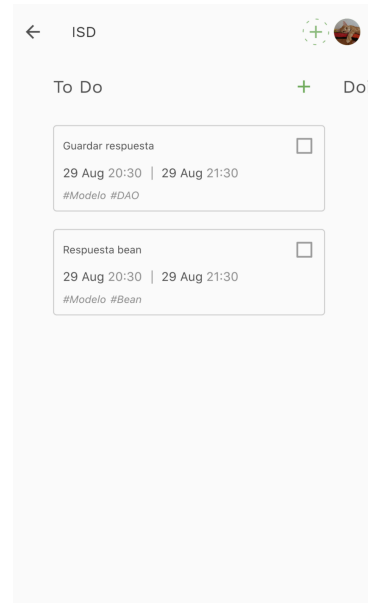 ISD
To Do
Guardar respuesta
29 Aug 20:30 | 29 Aug 21:30
#Modelo #DAO
Respuesta bean
29 Aug 20:30 | 29 Aug 21:30
#Modelo #Bean